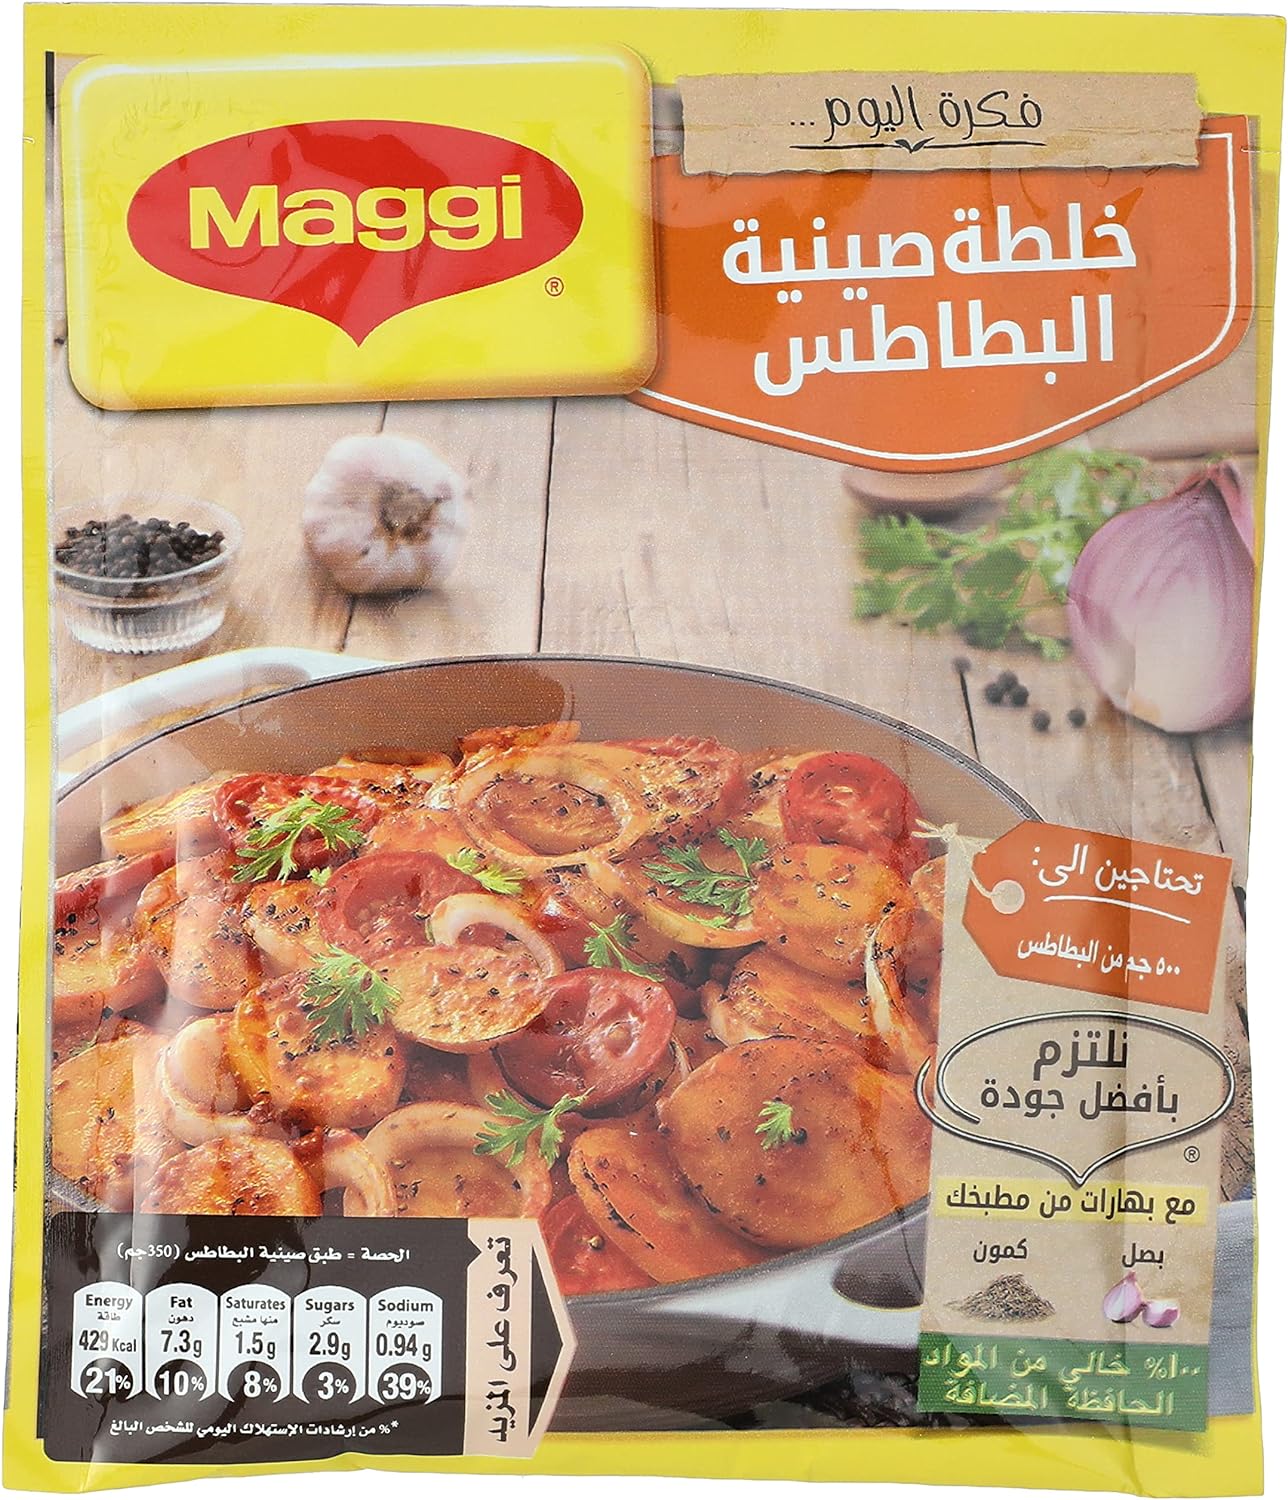 Maggi
®
فكرة اليوم...
خلطة صينية
البطاطس
تحتاجين الى:
٥٠٠ جم من البطاطس
نلتزم
بأفضل جودة
®
مع بهارات من مطبخك
بصل
كمون
١٠٠% خالي من المواد
الحافظة المضافة
تعرف على المزيد
الحصة = طبق صينية البطاطس (350جم)
Energy
طاقة
429 Kcal
21%
Fat
دهون
7.3g
10%
Saturates
منها مشبع
1.5g
8%
Sugars
سكر
2.9g
3%
Sodium
صوديوم
0.94 g
39%
*% من إرشادات الإستهلاك اليومي للشخص البالغ